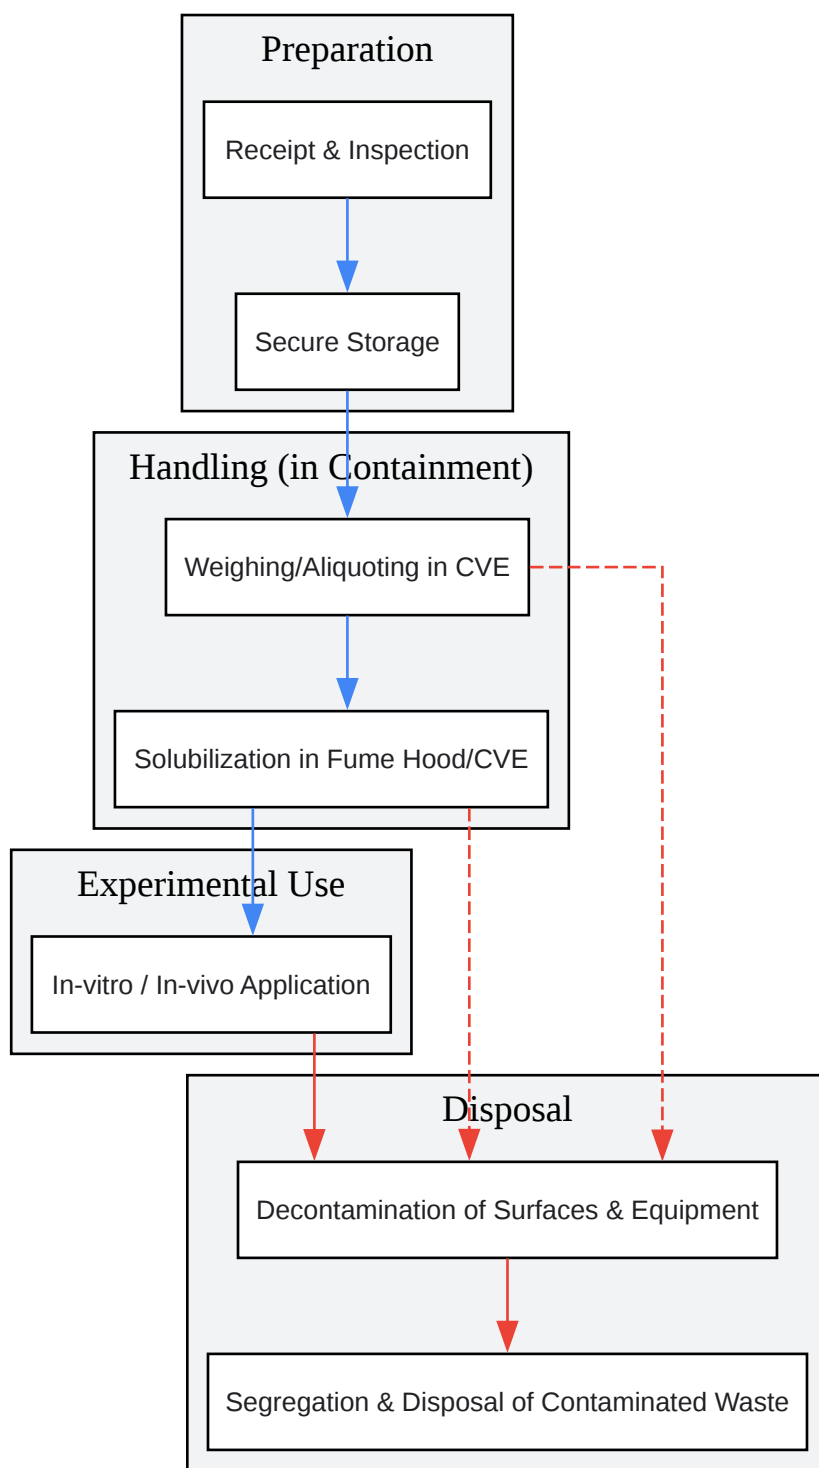 Preparation
Receipt & Inspection
Secure Storage
Handling (in Containment)
Weighing/Aliquoting in CVE
Solubilization in Fume Hood/CVE
Experimental Use
In-vitro / In-vivo Application
Disposal
Decontamination of Surfaces & Equipment
Segregation & Disposal of Contaminated Waste